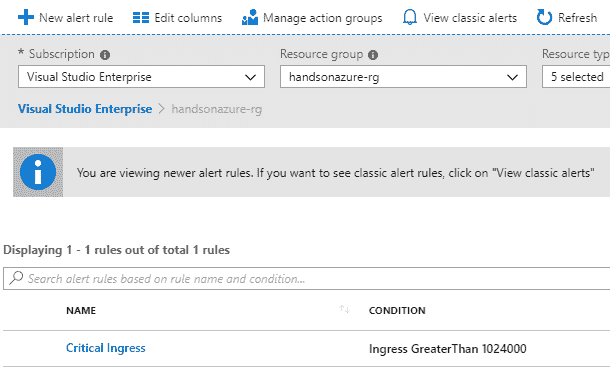 New alert rule Edit columns Manage action groups View classic alerts Refresh
* Subscription Resource group Resource typ
Visual Studio Enterprise handsonazure-rg 5 selected
Visual Studio Enterprise > handsonazure-rg
You are viewing newer alert rules. If you want to see classic alert rules, click on "View classic alerts"
Displaying 1 - 1 rules out of total 1 rules
Search alert rules based on rule name and condition...
NAME CONDITION
Critical Ingress Ingress GreaterThan 1024000